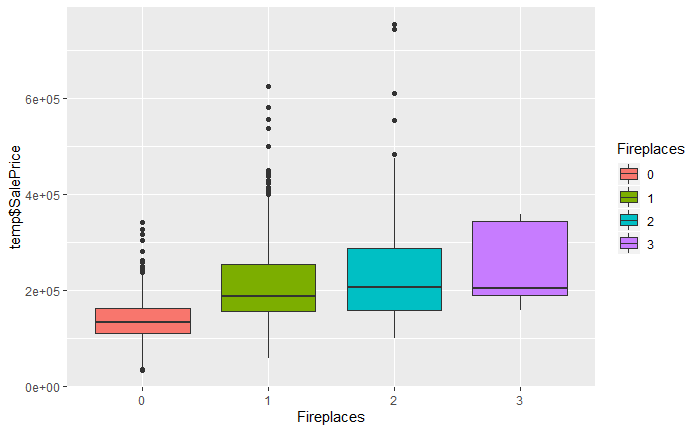 6e+05
4e+05
2e+05
0e+00
temp$SalePrice
0 1 2 3
Fireplaces
Fireplaces
0
1
2
3